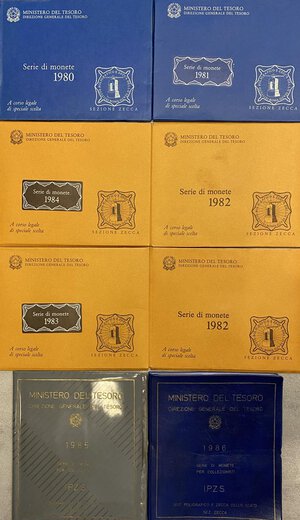 MINISTERO DEL TESORO
DIREZIONE GENERALE DEL TESORO
Serie di monete
1980
A corso legale
di speciale scelta
SEZIONE ZECCA
MINISTERO DEL TESORO
DIREZIONE GENERALE DEL TESORO
Serie di monete
1981
A corso legale
di speciale scelta
SEZIONE ZECCA
MINISTERO DEL TESORO
DIREZIONE GENERALE DEL TESORO
Serie di monete
1984
A corso legale
di speciale scelta
SEZIONE ZECCA
MINISTERO DEL TESORO
DIREZIONE GENERALE DEL TESORO
Serie di monete
1982
A corso legale
di speciale scelta
SEZIONE ZECCA
MINISTERO DEL TESORO
DIREZIONE GENERALE DEL TESORO
Serie di monete
1983
A corso legale
di speciale scelta
SEZIONE ZECCA
MINISTERO DEL TESORO
DIREZIONE GENERALE DEL TESORO
Serie di monete
1982
A corso legale
di speciale scelta
SEZIONE ZECCA
MINISTERO DEL TESORO
DIREZIONE GENERALE DEL TESORO
1985
I.P.Z.S.
MINISTERO DEL TESORO
DIREZIONE GENERALE DEL TESORO
1986
SERIE DI MONETE
PER COLLEZIONISTI
I.P.Z.S.
IST. POLIGRAFICO E ZECCA DELLO STATO
SEZ. ZECCA